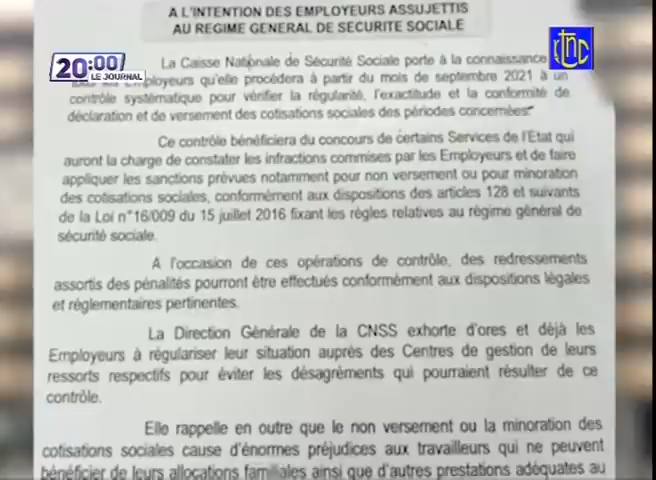 A L'INTENTION DES EMPLOYEURS ASSUJETTIS
AU REGIME GENERAL DE SECURITE SOCIALE
20:00
LE JOURNAL
rtnc
La Caisse Nationale de Sécurité Sociale porte à la connaissance
employeurs qu'elle procédera à partir du mois de septembre 2021 à un
contrôle systématique pour vérifier la régularité, l'exactitude et la conformité de
déclaration et de versement des cotisations sociales des périodes concernées
Ce contrôle bénéficiera du concours de certains Services de l'Etat qui
auront la charge de constater les infractions commises par les Employeurs et de faire
appliquer les sanctions prévues notamment pour non versement ou pour minoration
des cotisations sociales, conformément aux dispositions des articles 128 et suivants
de la Loi n°16/009 du 15 juillet 2016 fixant les règles relatives au régime général de
sécurité sociale.
A l'occasion de ces opérations de contrôle, des redressements
assortis des pénalités pourront être effectués conformément aux dispositions légales
et réglementaires pertinentes.
La Direction Générale de la CNSS exhorte d'ores et déjà les
Employeurs à régulariser leur situation auprès des Centres de gestion de leurs
ressorts respectifs pour éviter les désagréments qui pourraient résulter de ce
contrôle.
Elle rappelle en outre que le non versement ou la minoration des
cotisations sociales cause d'énormes préjudices aux travailleurs qui ne peuvent
bénéficier de leurs allocations familiales ainsi que d'autres prestations adéquates au